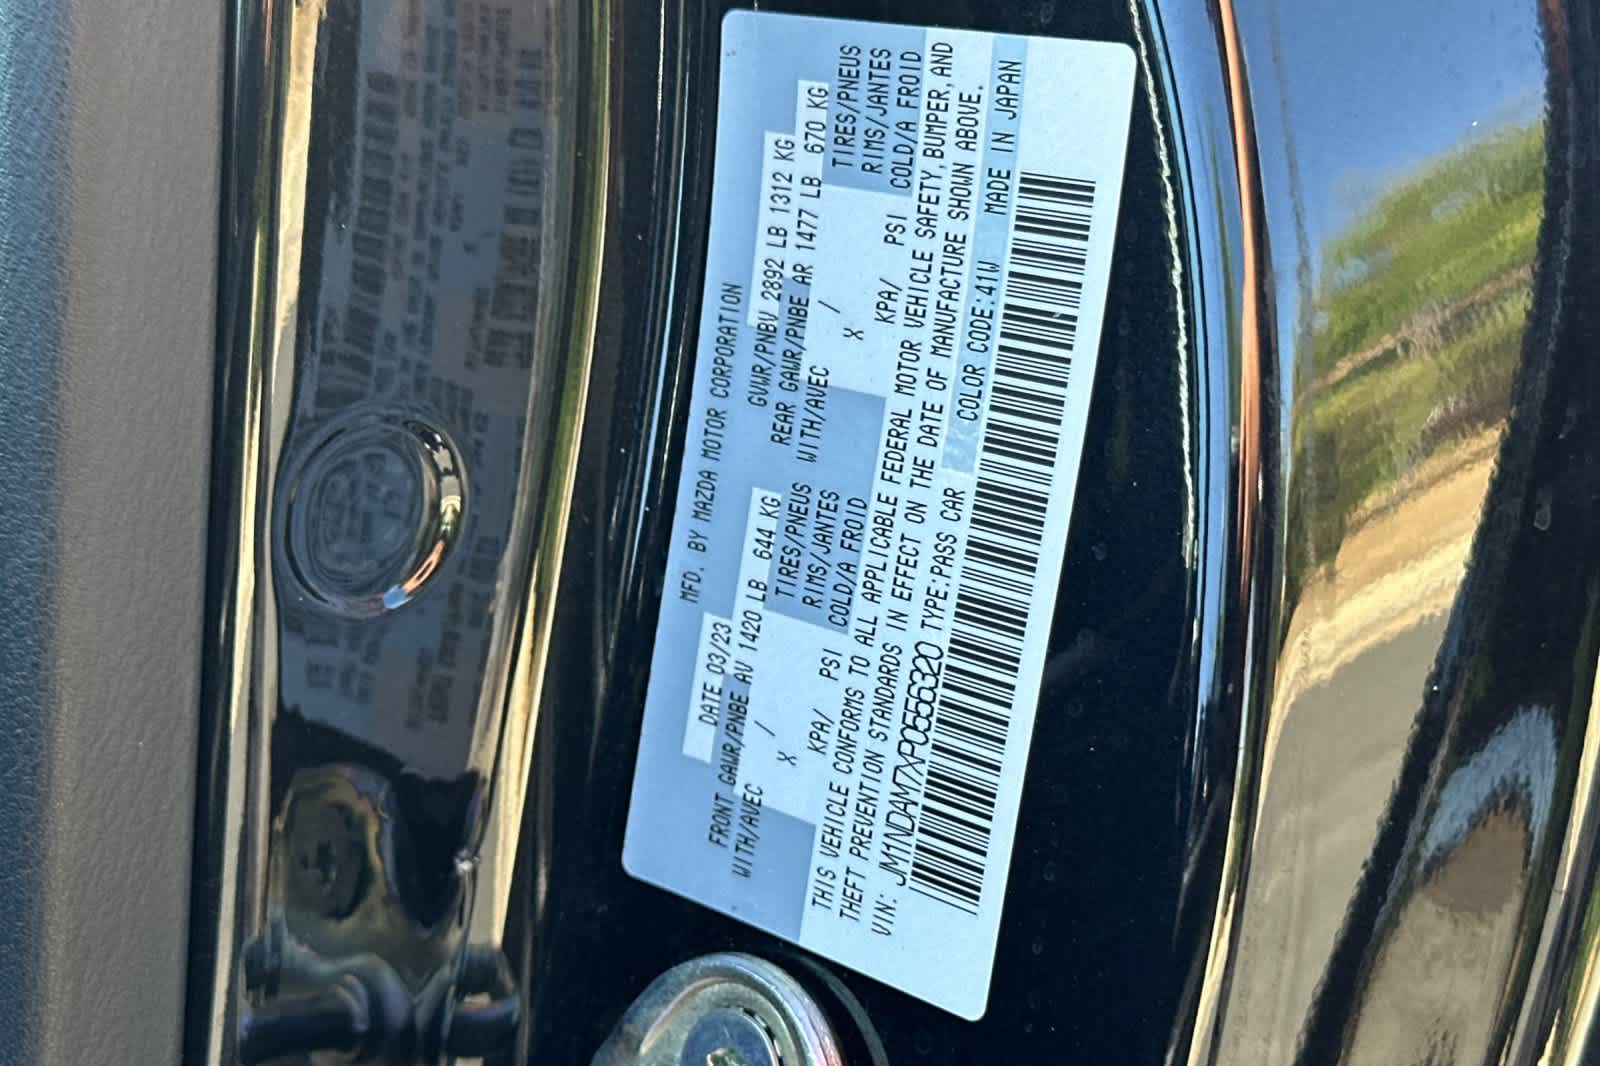 MFD. BY MAZDA MOTOR CORPORATION
DATE 03/23 GVWR/PNBV 2892 LB 1312 KG
FRONT GAWR/PNBE AV 1420 LB 644 KG REAR GAWR/PNBE AR 1477 LB 670 KG
WITH/AVEC / TIRES/PNEUS WITH/AVEC / TIRES/PNEUS
X RIMS/JANTES X RIMS/JANTES
KPA/ PSI COLD/A FROID KPA/ PSI COLD/A FROID
THIS VEHICLE CONFORMS TO ALL APPLICABLE FEDERAL MOTOR VEHICLE SAFETY, BUMPER, AND
THEFT PREVENTION STANDARDS IN EFFECT ON THE DATE OF MANUFACTURE SHOWN ABOVE.
VIN: JM1NDAM7XP0556320 TYPE:PASS CAR COLOR CODE:41W MADE IN JAPAN